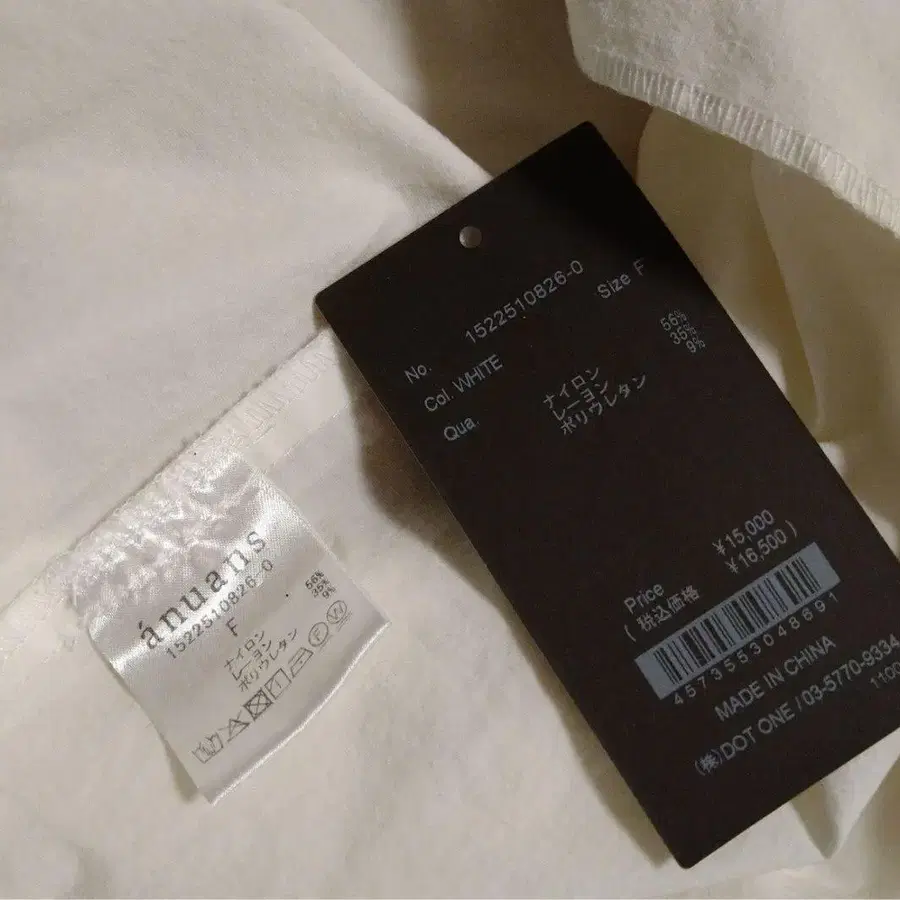 No. 1522510826-0
Col. WHITE Size F
Qua. ナイロン 56%
レーヨン 35%
ポリウレタン 9%
Price ¥15,000
( 税込価格 ¥16,500 )
4573553048691
MADE IN CHINA
(株)DOT ONE / 03-5770-9334
1100
ánuans
1522510826-0
F
ナイロン 56%
レーヨン 35%
ポリウレタン 9%